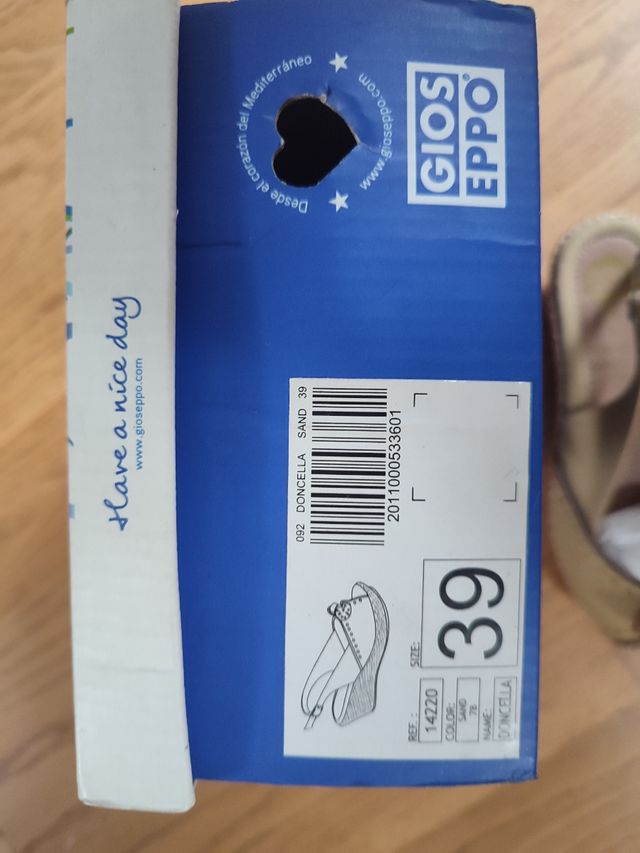 Have a nice day
www.gioseppo.com
Desde el corazón del Mediterráneo
www.gioseppo.com
GIOS
EPPO®
092 DONCELLA SAND 39
2011000533601
REF.:
14220
COLOR:
SAND
78
NAME:
DONCELLA
SIZE:
39